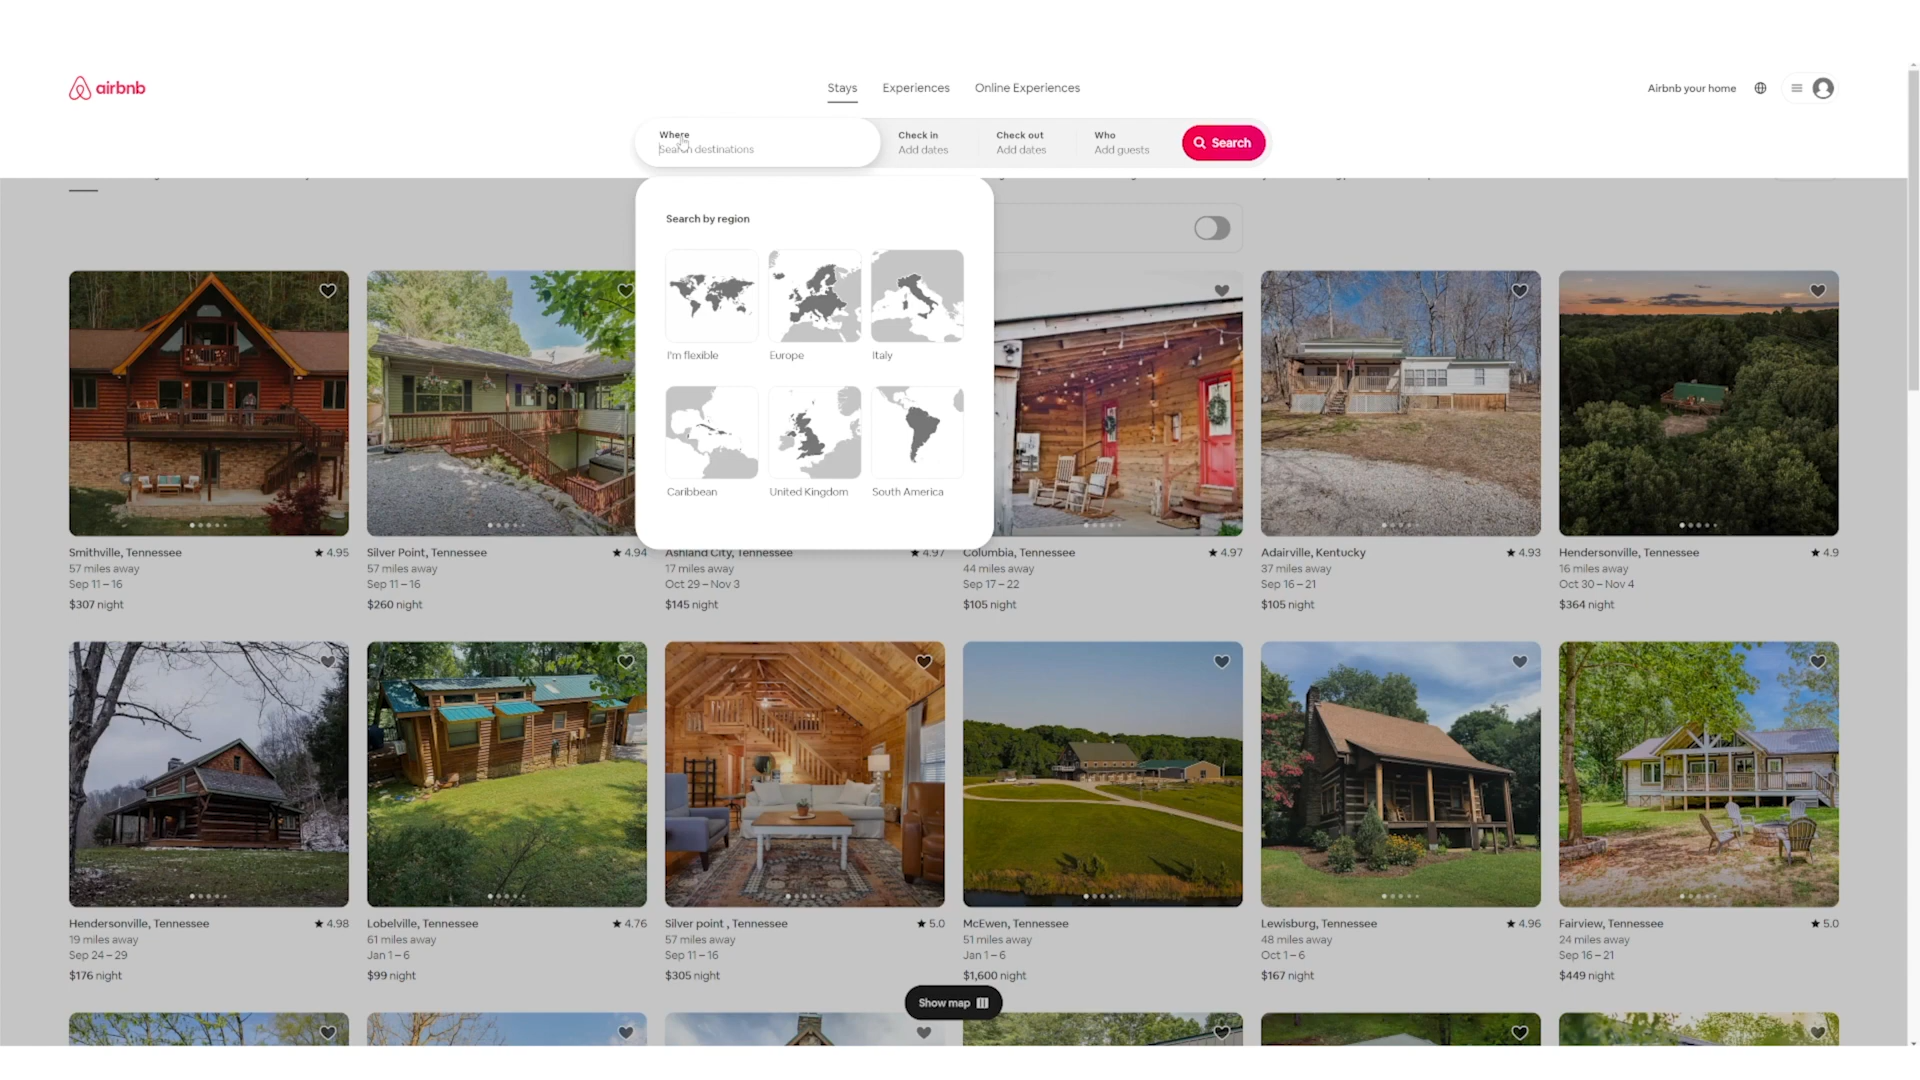 airbnb
Stays
Experiences
Online Experiences
Airbnb your home
Where
Search destinations
Check in
Add dates
Check out
Add dates
Who
Add guests
Search
Search by region
I'm flexible
Europe
Italy
Caribbean
United Kingdom
South America
Smithville, Tennessee
4.95
57 miles away
Sep 11 – 16
$307 night
Silver Point, Tennessee
4.94
57 miles away
Sep 11 – 16
$260 night
Ashland City, Tennessee
4.97
17 miles away
Oct 29 – Nov 3
$145 night
Columbia, Tennessee
4.97
44 miles away
Sep 17 – 22
$105 night
Adairville, Kentucky
4.93
37 miles away
Sep 16 – 21
$105 night
Hendersonville, Tennessee
4.9
16 miles away
Oct 30 – Nov 4
$364 night
Hendersonville, Tennessee
4.98
19 miles away
Sep 24 – 29
$176 night
Lobelville, Tennessee
4.76
61 miles away
Jan 1 – 6
$99 night
Silver point , Tennessee
5.0
57 miles away
Sep 11 – 16
$305 night
McEwen, Tennessee
51 miles away
Jan 1 – 6
$1,600 night
Lewisburg, Tennessee
4.96
48 miles away
Oct 1 – 6
$167 night
Fairview, Tennessee
5.0
24 miles away
Sep 16 – 21
$449 night
Show map